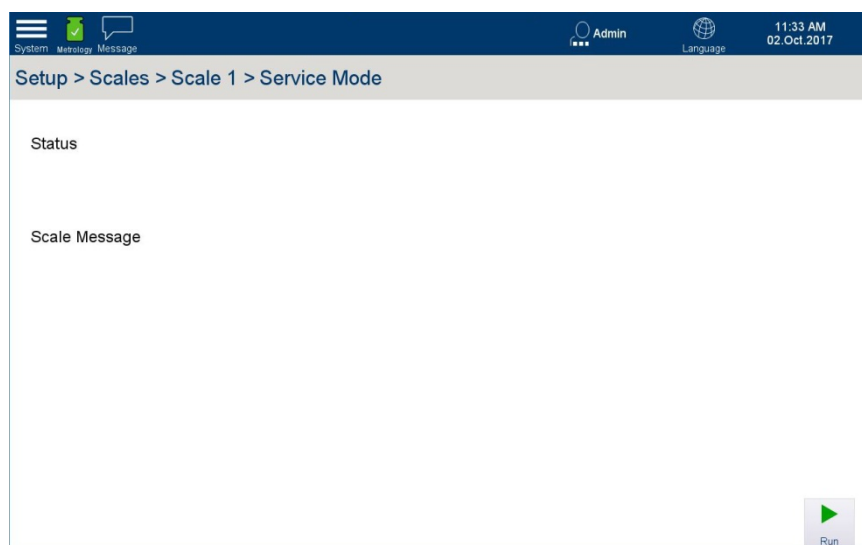 System Metrology Message
Admin
Language
11:33 AM
02.Oct.2017
Setup > Scales > Scale 1 > Service Mode
Status
Scale Message
Run